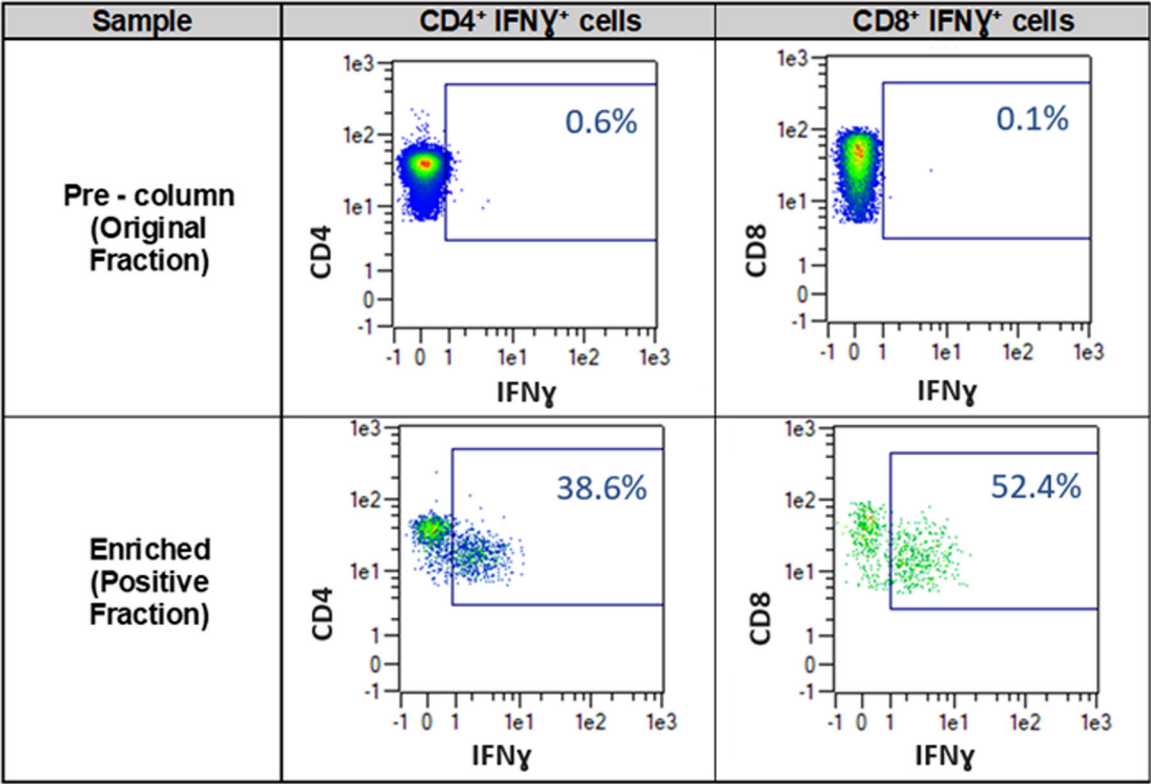 Sample
CD4⁺ IFNɣ⁺ cells
CD8⁺ IFNɣ⁺ cells
Pre - column
(Original
Fraction)
1e3
1e2
1e1
1
0
-1
CD4
0.6%
-1 0 1 1e1 1e2 1e3
IFNɣ
1e3
1e2
1e1
1
0
-1
CD8
0.1%
-1 0 1 1e1 1e2 1e3
IFNɣ
Enriched
(Positive
Fraction)
1e3
1e2
1e1
1
0
-1
CD4
38.6%
-1 0 1 1e1 1e2 1e3
IFNɣ
1e3
1e2
1e1
1
0
-1
CD8
52.4%
-1 0 1 1e1 1e2 1e3
IFNɣ